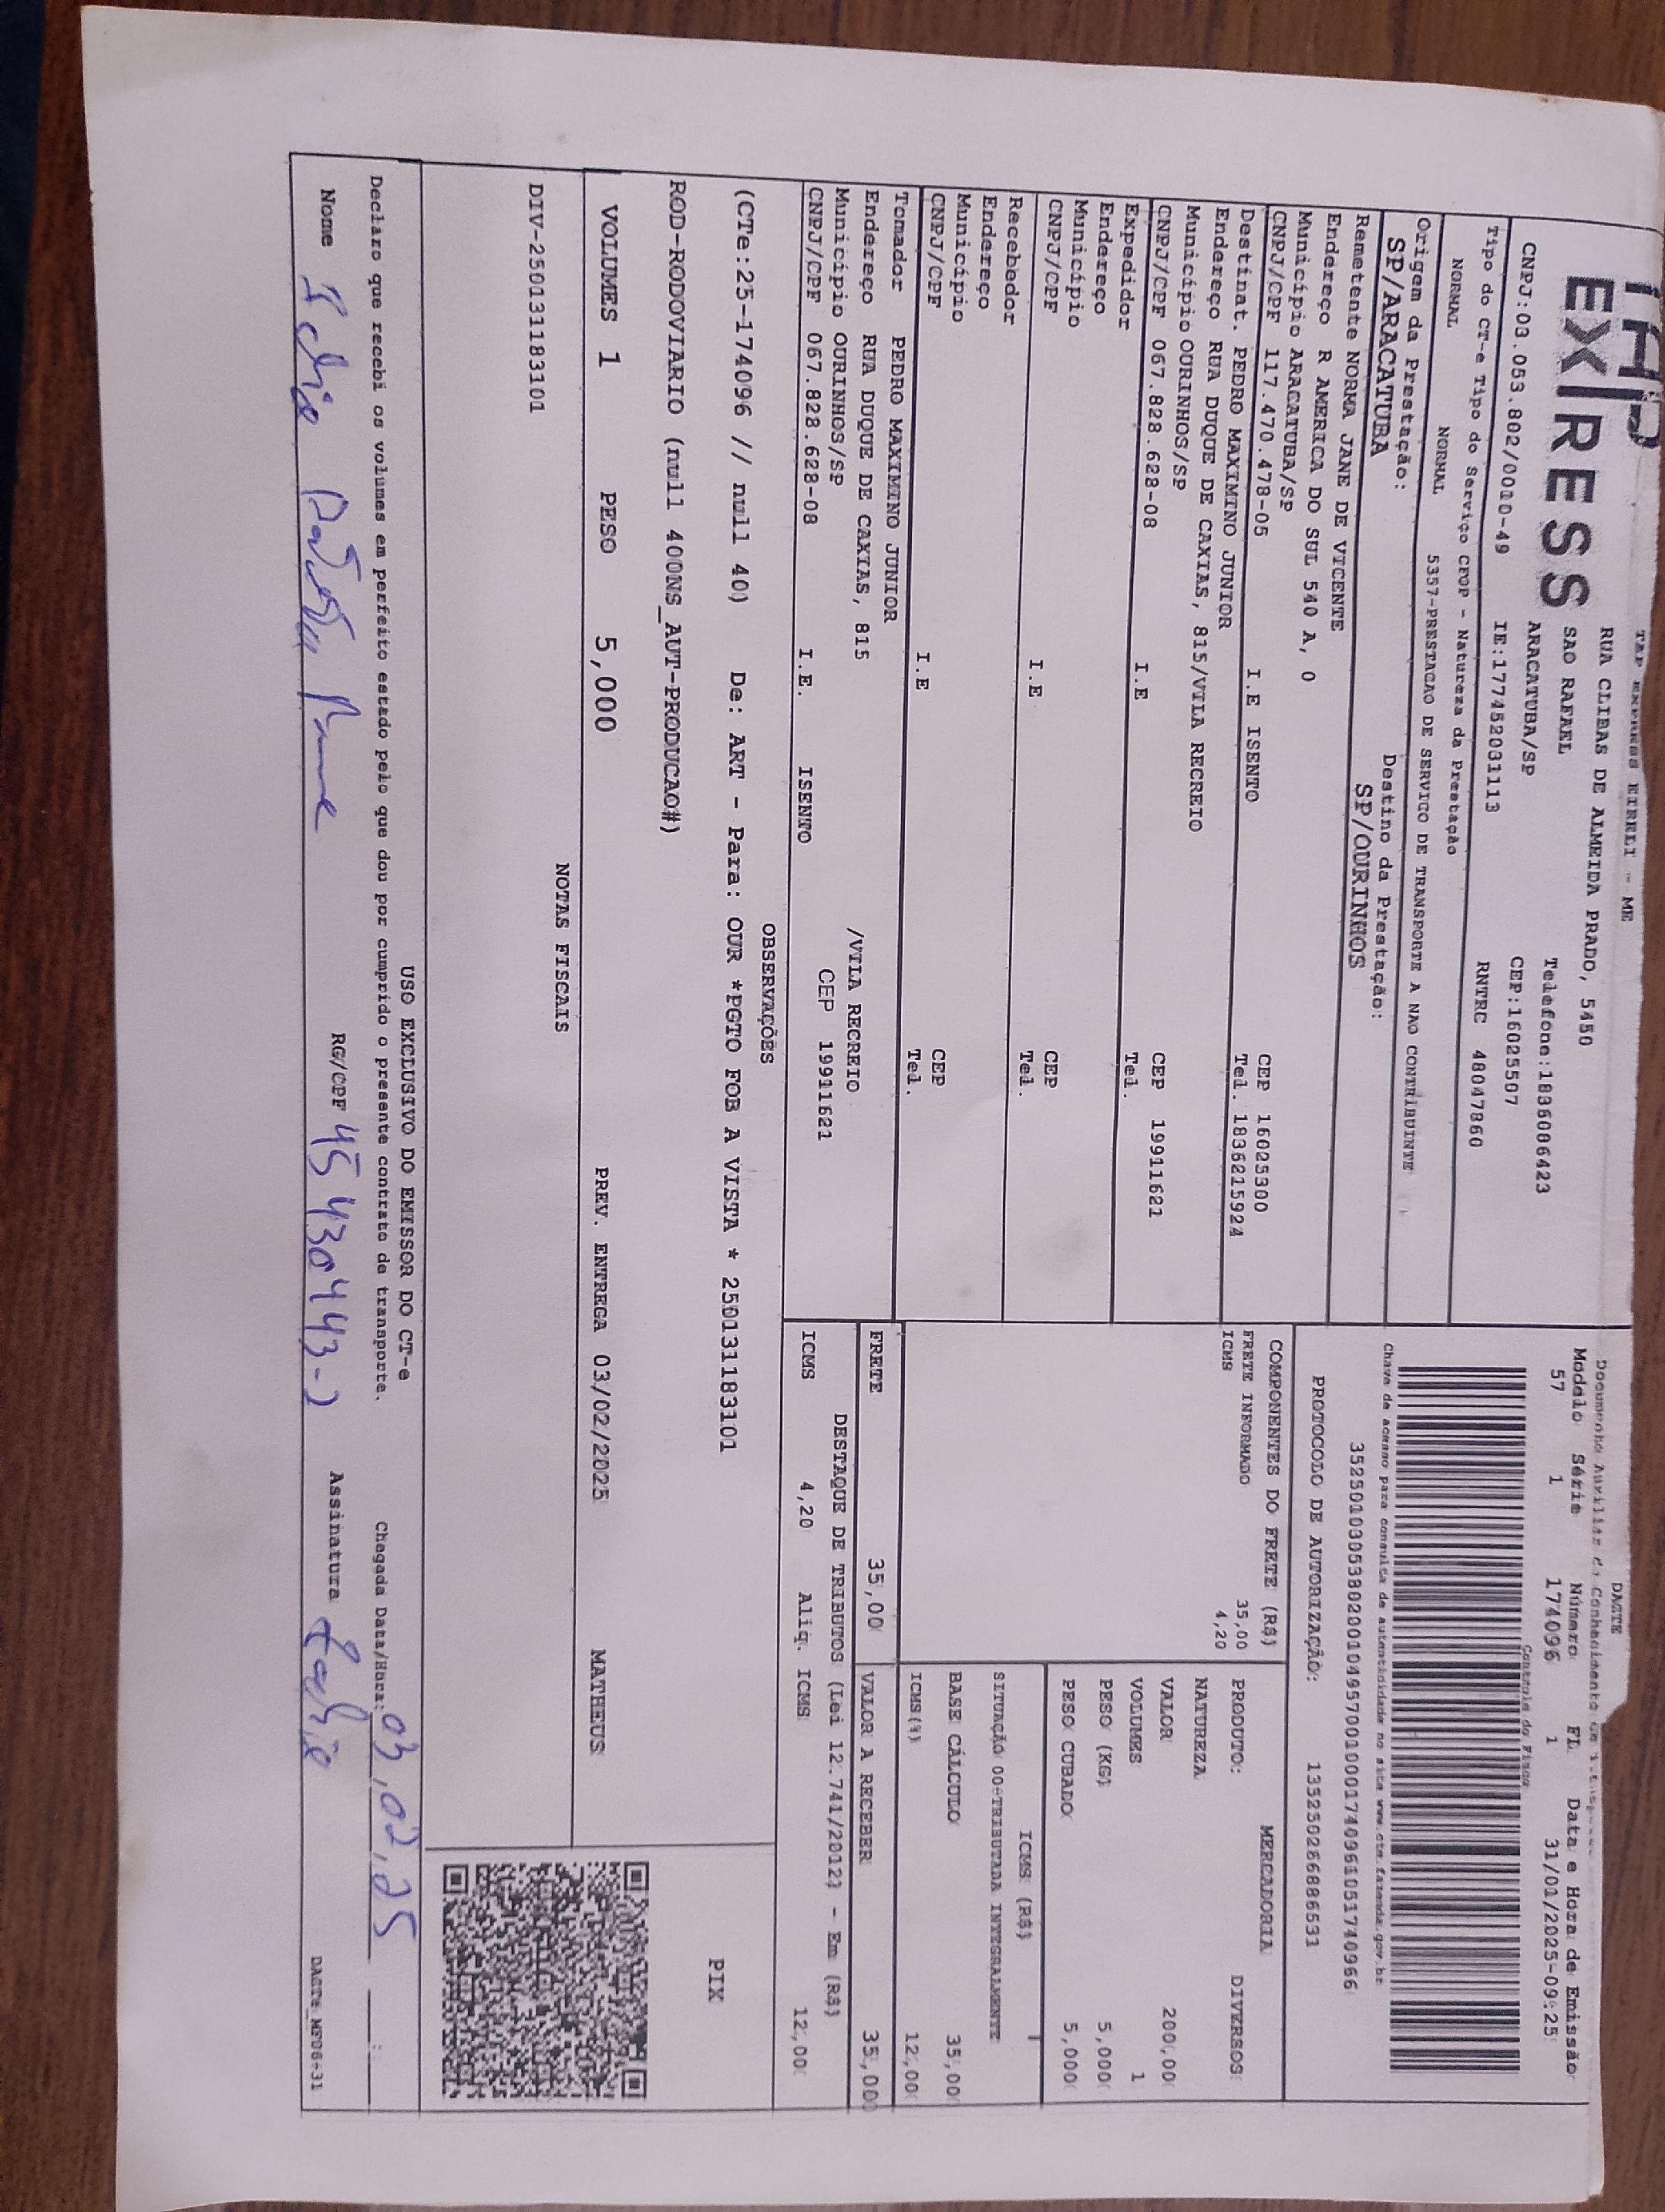 TAP EXPRESS EIRELI - ME
EX/RESS
RUA CLIBAS DE ALMEIDA PRADO, 5450
SAO RAFAEL
Telefone:1836086423
ARACATUBA/SP
CEP:16025507
CNPJ:03.053.802/0010-49 IE:177452031113 RNTRC 48047860
Tipo do CT-e Tipo do Serviço CFOP - Natureza da Prestação
NORMAL NORMAL 5357-PRESTACAO DE SERVICO DE TRANSPORTE A NAO CONTRIBUINTE
Origem da Prestação: Destino da Prestação:
SP/ARACATUBA SP/OURINHOS
DACTE
Documento Auxiliar do Conhecimento de
Modelo Série Número FL Data e Hora de Emissão
57 1 174096 1 31/01/2025-09:25
Controle do Fisco
Chave de acesso para consulta de autenticidade no site www.cte.fazenda.gov.br
PROTOCOLO DE AUTORIZAÇÃO: 135250266886531
Remetente NORMA JANE DE VICENTE
Endereço R AMERICA DO SUL 540 A, 0
Município ARACATUBA/SP CEP 16025300
CNPJ/CPF 117.470.478-05 I.E ISENTO Tel. 1836215924
Destinat. PEDRO MAXIMINO JUNIOR
Endereço RUA DUQUE DE CAXIAS, 815/VILA RECREIO
Município OURINHOS/SP CEP 19911621
CNPJ/CPF 067.828.628-08 I.E Tel.
Expedidor
Endereço
Município CEP
CNPJ/CPF I.E Tel.
Recebedor
Endereço
Município CEP
CNPJ/CPF I.E Tel.
Tomador PEDRO MAXIMINO JUNIOR
Endereço RUA DUQUE DE CAXIAS, 815 /VILA RECREIO
Município OURINHOS/SP CEP 19911621
CNPJ/CPF 067.828.628-08 I.E. ISENTO
COMPONENTES DO FRETE (R$)
FRETE INFORMADO 35,00
ICMS 4,20
MERCADORIA
PRODUTO: DIVERSOS
NATUREZA
VALOR 200,00
VOLUMES 1
PESO (KG) 5,000
PESO CUBADO 5,000
ICMS (R$)
SITUAÇÃO 00-TRIBUTADA INTEGRALMENTE
BASE CÁLCULO 35,00
ICMS(%) 12,00
FRETE 35,00 VALOR A RECEBER 35,00
DESTAQUE DE TRIBUTOS (Lei 12.741/2012) - Em (R$)
ICMS 4,20 Aliq. ICMS 12,00
OBSERVAÇÕES
(CTe:25-174096 // null 40) De: ART - Para: OUR *PGTO FOB A VISTA * 250131183101
ROD-RODOVIARIO (null 400NS_AUT-PRODUCAO#)
PIX
VOLUMES 1 PESO 5,000 PREV. ENTREGA 03/02/2025 MATHEUS
NOTAS FISCAIS
DIV-250131183101
USO EXCLUSIVO DO EMISSOR DO CT-e
Declaro que recebi os volumes em perfeito estado pelo que dou por cumprido o presente contrato de transporte. Chegada Data/Hora: 03,02,25
Nome RG/CPF Assinatura
DACTe_MF06-31